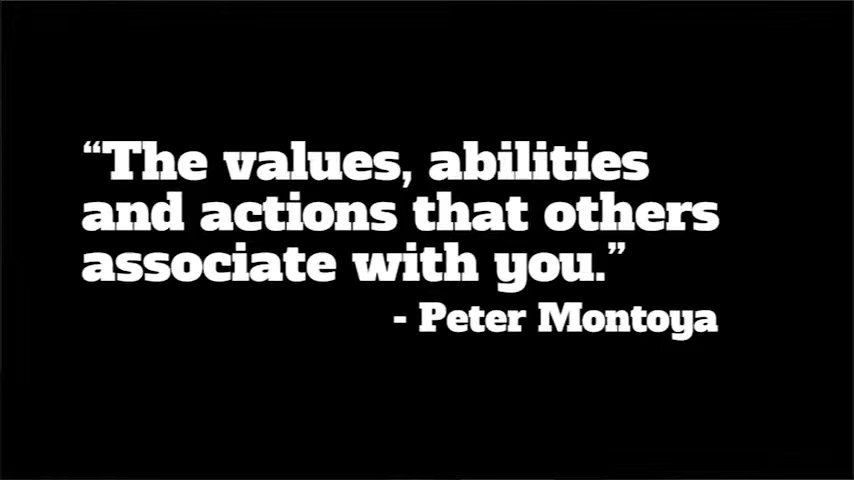 “The values, abilities
and actions that others
associate with you.”
- Peter Montoya